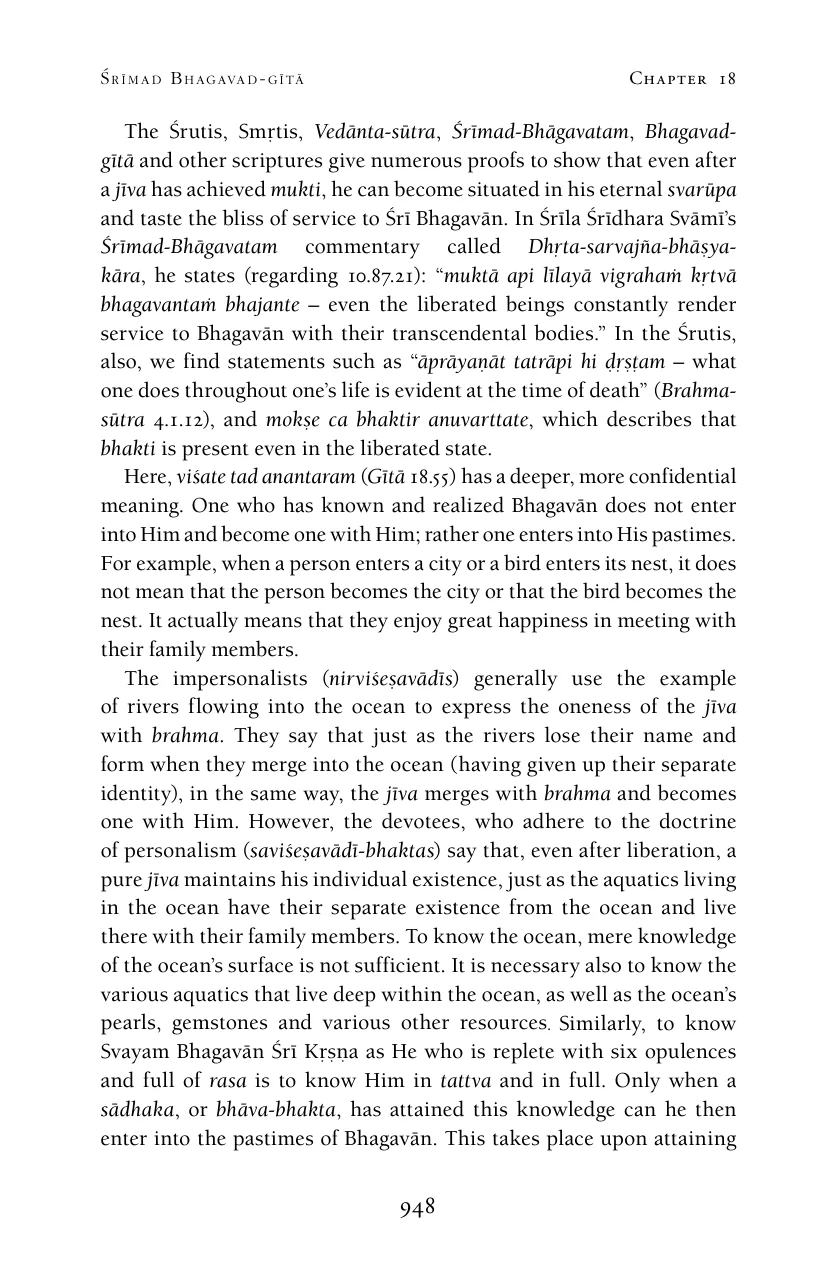 Śrīmad Bhagavad-gītā Chapter 18
The Śrutis, Smṛtis, Vedānta-sūtra, Śrīmad-Bhāgavatam, Bhagavad-
gītā and other scriptures give numerous proofs to show that even after
a jīva has achieved mukti, he can become situated in his eternal svarūpa
and taste the bliss of service to Śrī Bhagavān. In Śrīla Śrīdhara Svāmī’s
Śrīmad-Bhāgavatam commentary called Dhṛta-sarvajña-bhāṣya-
kāra, he states (regarding 10.87.21): “muktā api līlayā vigrahaṁ kṛtvā
bhagavantaṁ bhajante – even the liberated beings constantly render
service to Bhagavān with their transcendental bodies.” In the Śrutis,
also, we find statements such as “āprāyaṇāt tatrāpi hi ḍṛṣṭam – what
one does throughout one’s life is evident at the time of death” (Brahma-
sūtra 4.1.12), and mokṣe ca bhaktir anuvarttate, which describes that
bhakti is present even in the liberated state.
Here, viśate tad anantaram (Gītā 18.55) has a deeper, more confidential
meaning. One who has known and realized Bhagavān does not enter
into Him and become one with Him; rather one enters into His pastimes.
For example, when a person enters a city or a bird enters its nest, it does
not mean that the person becomes the city or that the bird becomes the
nest. It actually means that they enjoy great happiness in meeting with
their family members.
The impersonalists (nirviśeṣavādīs) generally use the example
of rivers flowing into the ocean to express the oneness of the jīva
with brahma. They say that just as the rivers lose their name and
form when they merge into the ocean (having given up their separate
identity), in the same way, the jīva merges with brahma and becomes
one with Him. However, the devotees, who adhere to the doctrine
of personalism (saviśeṣavādī-bhaktas) say that, even after liberation, a
pure jīva maintains his individual existence, just as the aquatics living
in the ocean have their separate existence from the ocean and live
there with their family members. To know the ocean, mere knowledge
of the ocean’s surface is not sufficient. It is necessary also to know the
various aquatics that live deep within the ocean, as well as the ocean’s
pearls, gemstones and various other resources. Similarly, to know
Svayam Bhagavān Śrī Kṛṣṇa as He who is replete with six opulences
and full of rasa is to know Him in tattva and in full. Only when a
sādhaka, or bhāva-bhakta, has attained this knowledge can he then
enter into the pastimes of Bhagavān. This takes place upon attaining
948